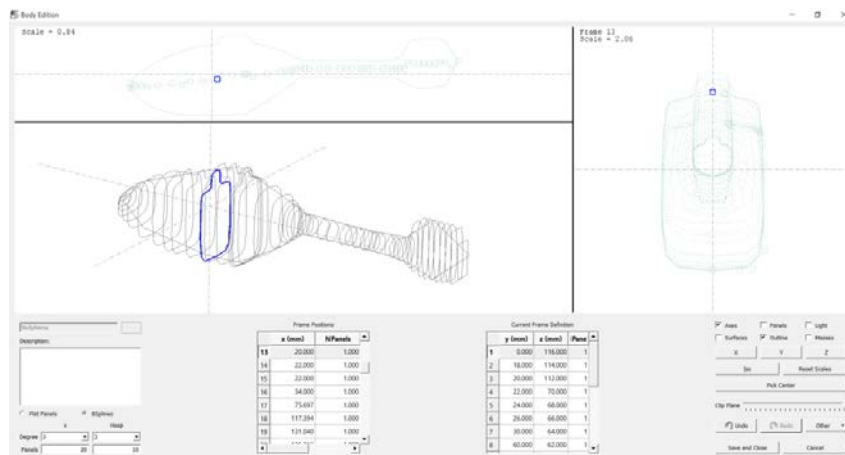 Body Edition
Scale = 0.84
Frame 13
Scale = 2.06
Description:
Flat Panels
BSplines
x
Hoop
Degree 3 3
Panels 20 10
Frame Positions
x (mm) NPanels
13 20.000 1.000
14 22.000 1.000
15 22.000 1.000
16 34.000 1.000
17 75.697 1.000
18 117.394 1.000
19 131.040 1.000
Current Frame Definition
y (mm) z (mm) iPane
1 0.000 116.000 1
2 18.000 114.000 1
3 20.000 112.000 1
4 22.000 70.000 1
5 24.000 68.000 1
6 26.000 66.000 1
7 30.000 64.000 1
8 60.000 62.000 1
Axes Panels Light
Surfaces Outline Masses
X Y Z
Iso Reset Scales
Pick Center
Clip Plane
Undo Redo Other
Save and Close Cancel